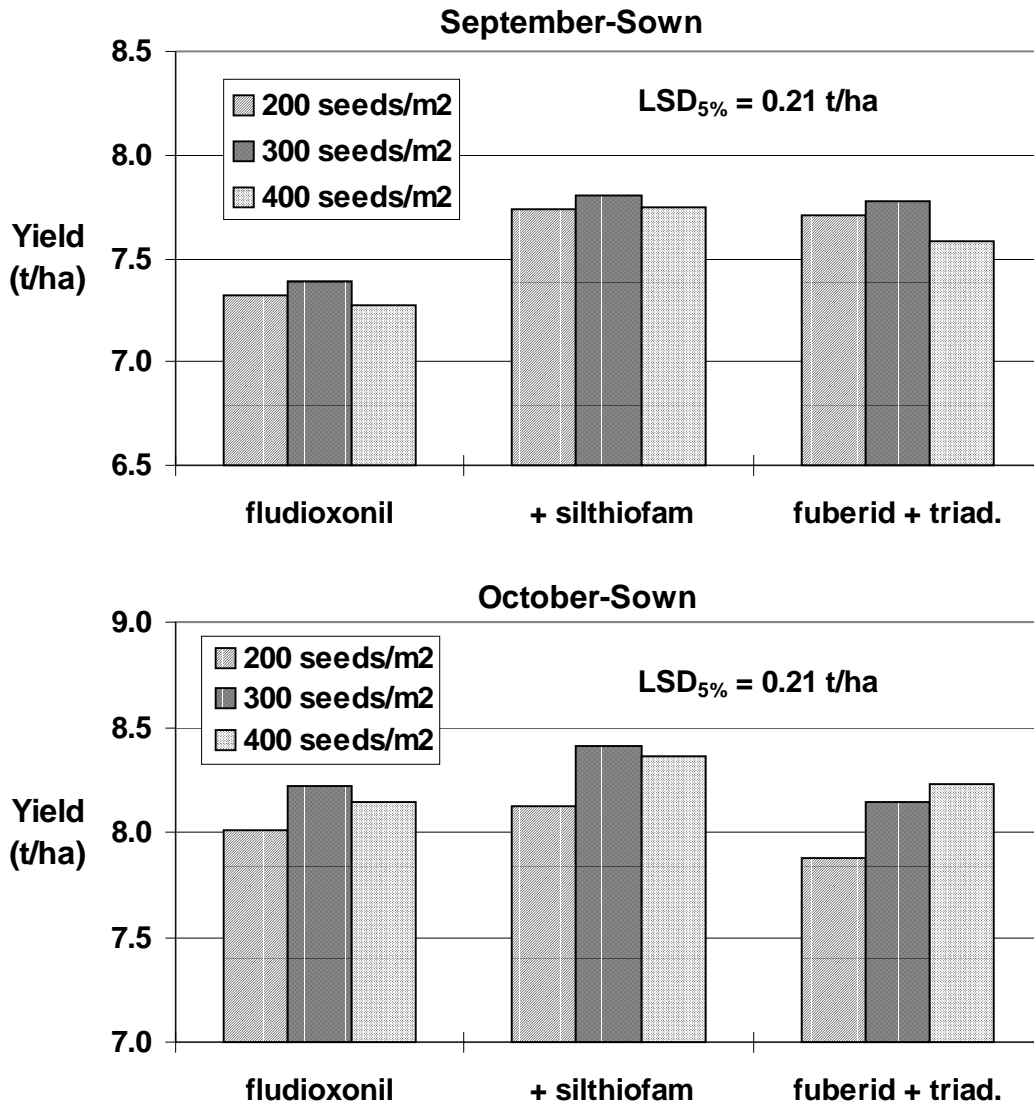 September-Sown
8.5
8.0
7.5
7.0
6.5
Yield
(t/ha)
200 seeds/m2
300 seeds/m2
400 seeds/m2
LSD5% = 0.21 t/ha
fludioxonil
+ silthiofam
fuberid + triad.
October-Sown
9.0
8.5
8.0
7.5
7.0
Yield
(t/ha)
200 seeds/m2
300 seeds/m2
400 seeds/m2
LSD5% = 0.21 t/ha
fludioxonil
+ silthiofam
fuberid + triad.